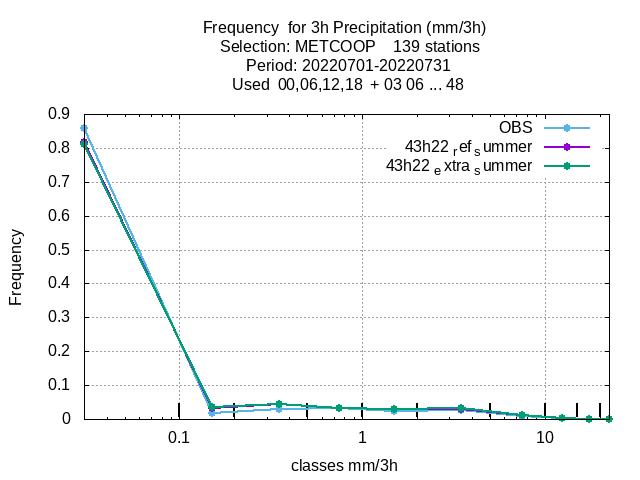 Frequency  for 3h Precipitation (mm/3h)
Selection: METCOOP    139 stations
Period: 20220701-20220731
Used  00,06,12,18  + 03 06 ... 48
OBS
43h22 ref summer
43h22 extra summer
Frequency
0.9
0.8
0.7
0.6
0.5
0.4
0.3
0.2
0.1
0
0.1
1
10
classes mm/3h